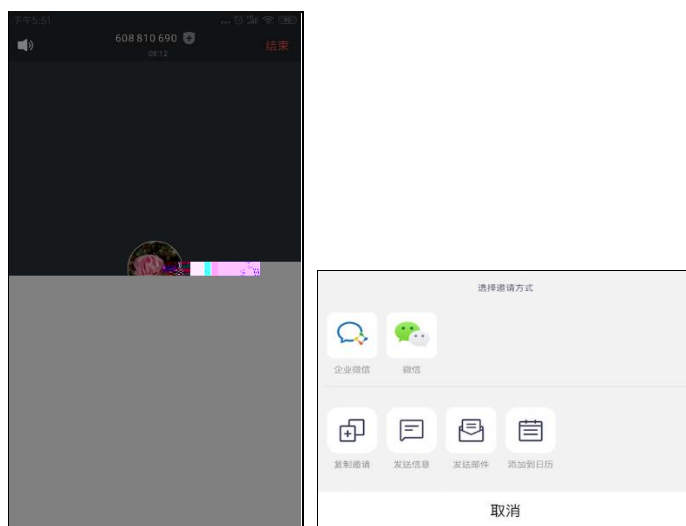 下午5:51
608 810 690
结束
08:12
选择邀请方式
企业微信
微信
复制邀请
发送信息
发送邮件
添加到日历
取消